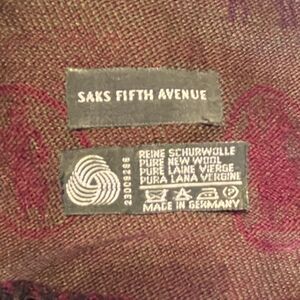 SAKS FIFTH AVENUE
REINE SCHURWOLLE
PURE NEW WOOL
PURE LAINE VIERGE
PURA LANA VERGINE
MADE IN GERMANY